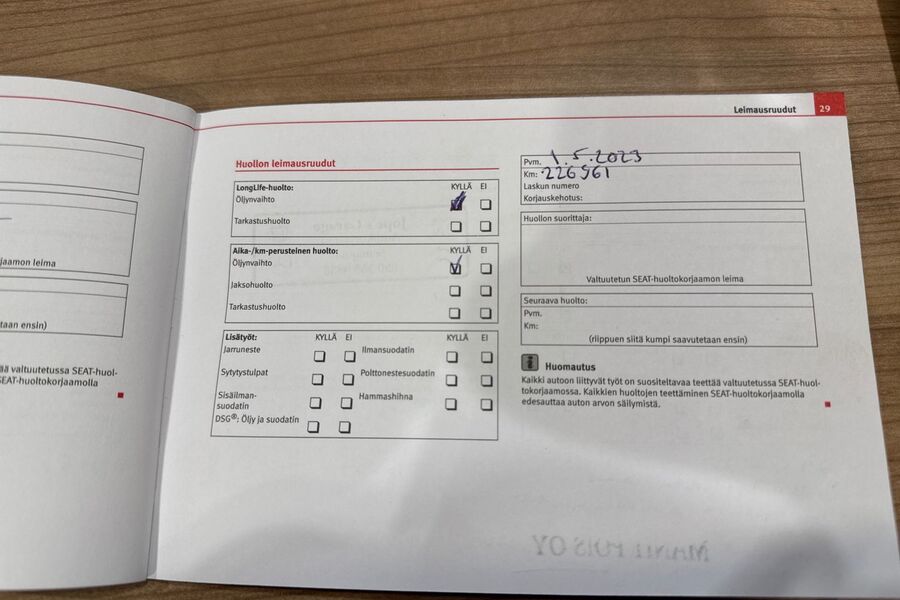 Leimausruudut 29
jaamon leima
taan ensin)
ää valtuutetussa SEAT-huol-
SEAT-huoltokorjaamolla
Huollon leimausruudut
LongLife-huolto: KYLLÄ EI
Öljynvaihto
Tarkastushuolto
Aika-/km-perusteinen huolto: KYLLÄ EI
Öljynvaihto
Jaksohuolto
Tarkastushuolto
Lisätyöt: KYLLÄ EI KYLLÄ EI
Jarruneste Ilmansuodatin
Sytytystulpat Polttonestesuodatin
Sisäilman-
suodatin Hammashihna
DSG®: Öljy ja suodatin
Pvm. 1.5.2023
Km: 226961
Laskun numero
Korjauskehotus:
Huollon suorittaja:
Valtuutetun SEAT-huoltokorjaamon leima
Seuraava huolto:
Pvm.
Km:
(riippuen siitä kumpi saavutetaan ensin)
Huomautus
Kaikki autoon liittyvät työt on suositeltavaa teettää valtuutetussa SEAT-huol-
tokorjaamossa. Kaikkien huoltojen teettäminen SEAT-huoltokorjaamolla
edesauttaa auton arvon säilymistä.